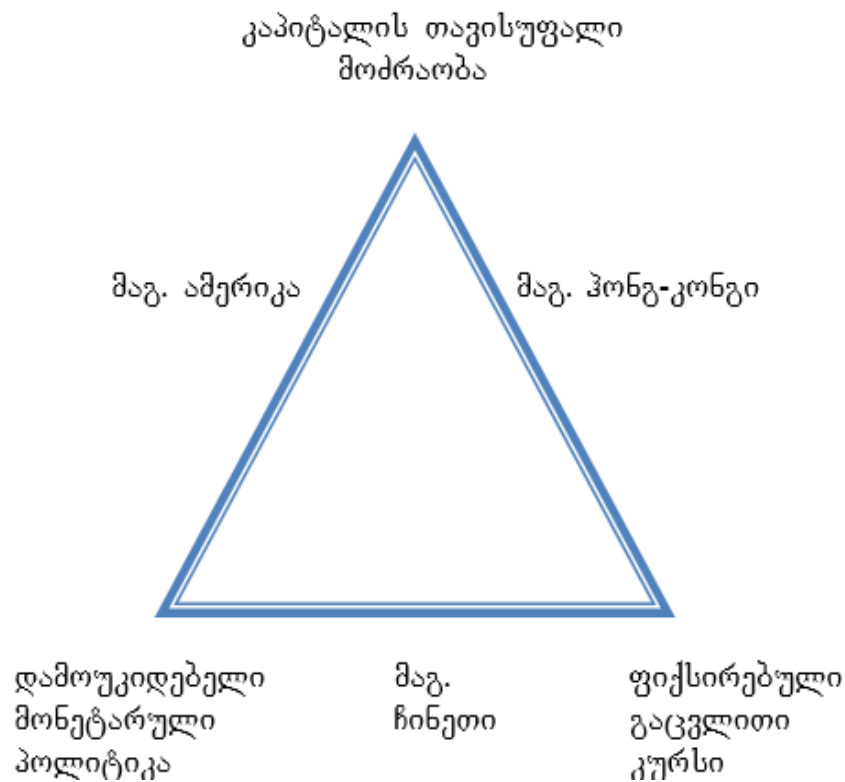 კაპიტალის თავისუფალი
მოძრაობა
მაგ. ამერიკა
მაგ. ჰონგ-კონგი
დამოუკიდებელი
მონეტარული
პოლიტიკა
მაგ.
ჩინეთი
ფიქსირებული
გაცვლითი
კურსი